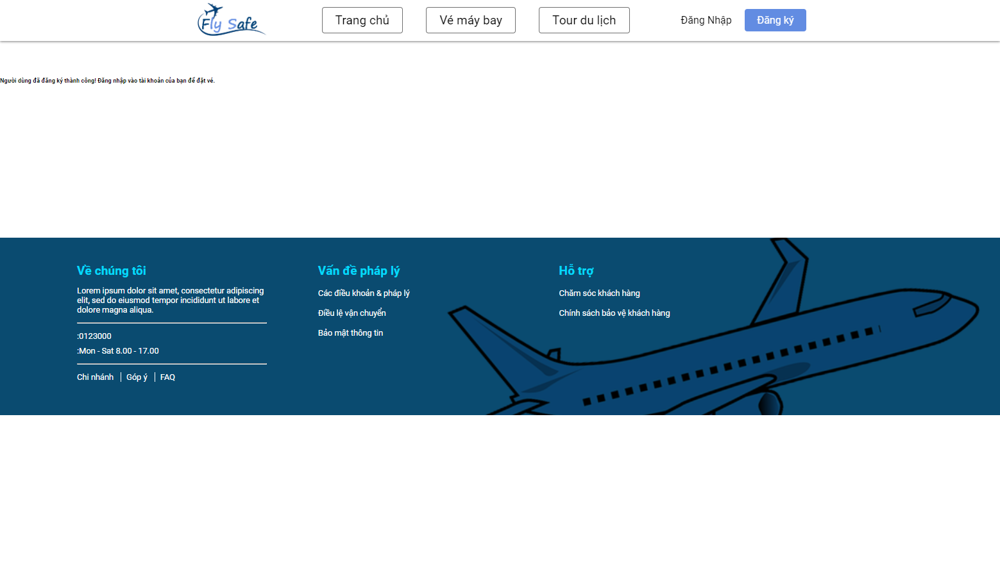 Fly Safe
Trang chủ
Vé máy bay
Tour du lịch
Đăng Nhập
Đăng ký
Người dùng đã đăng ký thành công! Đăng nhập vào tài khoản của bạn để đặt vé.
Về chúng tôi
Lorem ipsum dolor sit amet, consectetur adipiscing
elit, sed do eiusmod tempor incididunt ut labore et
dolore magna aliqua.
:0123000
:Mon - Sat 8.00 - 17.00
Chi nhánh
Góp ý
FAQ
Vấn đề pháp lý
Các điều khoản & pháp lý
Điều lệ vận chuyển
Bảo mật thông tin
Hỗ trợ
Chăm sóc khách hàng
Chính sách bảo vệ khách hàng